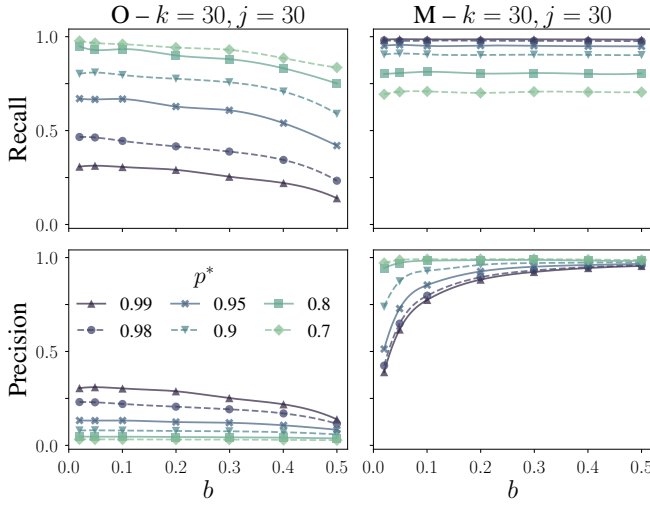 O – k = 30, j = 30
M – k = 30, j = 30
Recall
1.0
0.5
0.0
Precision
1.0
0.5
0.0
p*
0.99
0.95
0.8
0.98
0.9
0.7
0.0 0.1 0.2 0.3 0.4 0.5
0.0 0.1 0.2 0.3 0.4 0.5
b
b